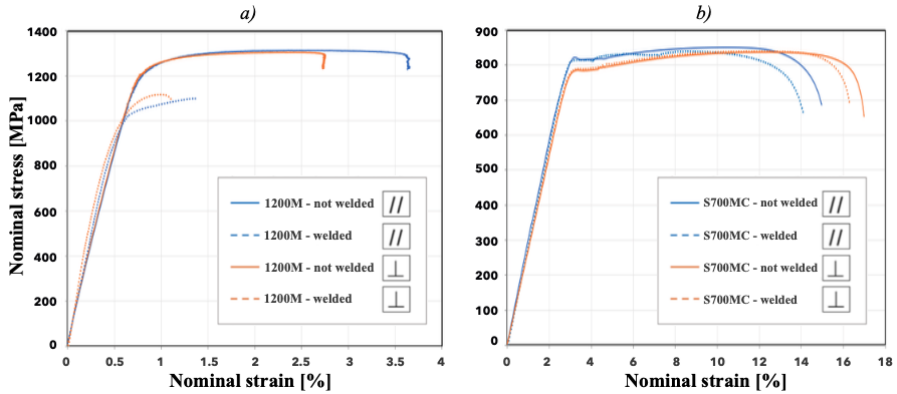 a)
Nominal stress [MPa]
1400
1200
1000
800
600
400
200
0
0 0.5 1 1.5 2 2.5 3 3.5 4
Nominal strain [%]
1200M - not welded //
1200M - welded //
1200M - not welded ⊥
1200M - welded ⊥
b)
900
800
700
600
500
400
300
200
100
0
0 2 4 6 8 10 12 14 16 18
Nominal strain [%]
S700MC - not welded //
S700MC - welded //
S700MC - not welded ⊥
S700MC - welded ⊥